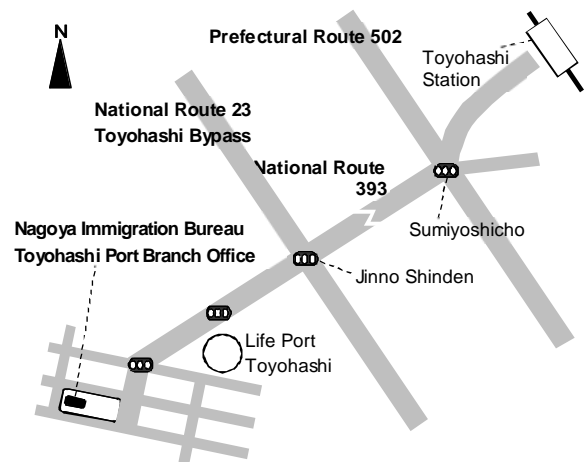 N
Prefectural Route 502
Toyohashi
Station
National Route 23
Toyohashi Bypass
National Route
393
Sumiyoshicho
Nagoya Immigration Bureau
Toyohashi Port Branch Office
Jinno Shinden
Life Port
Toyohashi